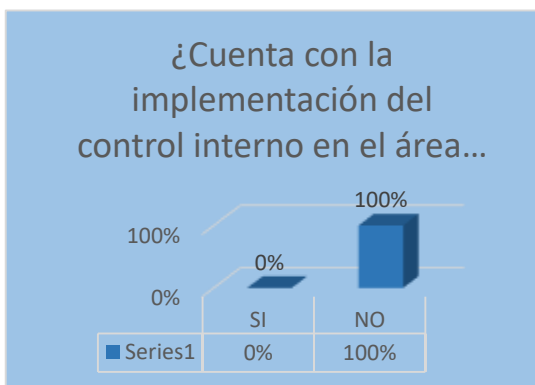 ¿Cuenta con la
implementación del
control interno en el área...
100%
0%
100%
0%
SI NO
Series1 0% 100%